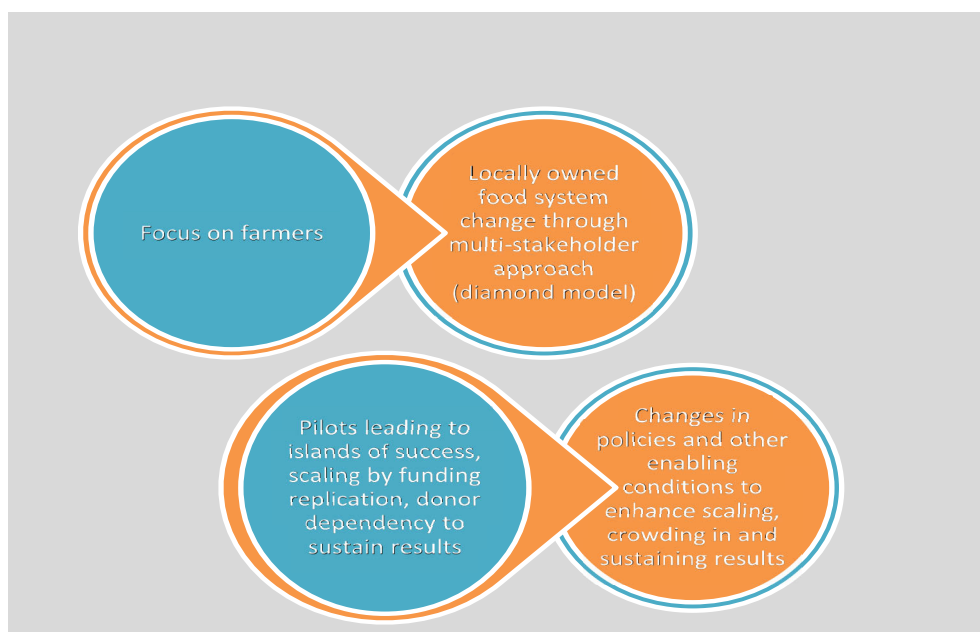 Focus on farmers
Locally owned
food system
change through
multi-stakeholder
approach
(diamond model)
Pilots leading to
islands of success,
scaling by funding
replication, donor
dependency to
sustain results
Changes in
policies and other
enabling
conditions to
enhance scaling,
crowding in and
sustaining results